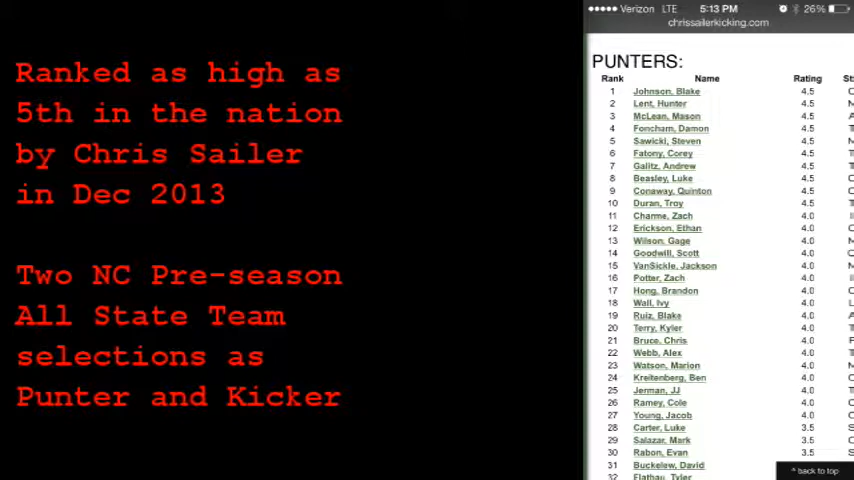 Ranked as high as
5th in the nation
by Chris Sailer
in Dec 2013
Two NC Pre-season
All State Team
selections as
Punter and Kicker
Verizon LTE 5:13 PM 26%
chrissailerkicking.com
PUNTERS:
Rank Name Rating
1 Johnson, Blake 4.5
2 Lent, Hunter 4.5
3 McLean, Mason 4.5
4 Foncham, Damon 4.5
5 Sawicki, Steven 4.5
6 Fatony, Corey 4.5
7 Galitz, Andrew 4.5
8 Beasley, Luke 4.5
9 Conaway, Quinton 4.5
10 Duran, Troy 4.5
11 Charme, Zach 4.0
12 Erickson, Ethan 4.0
13 Wilson, Gage 4.0
14 Goodwill, Scott 4.0
15 VanSickle, Jackson 4.0
16 Potter, Zach 4.0
17 Hong, Brandon 4.0
18 Wall, Ivy 4.0
19 Ruiz, Blake 4.0
20 Terry, Kyler 4.0
21 Bruce, Chris 4.0
22 Webb, Alex 4.0
23 Watson, Marion 4.0
24 Kreitenberg, Ben 4.0
25 Jerman, JJ 4.0
26 Ramey, Cole 4.0
27 Young, Jacob 4.0
28 Carter, Luke 3.5
29 Salazar, Mark 3.5
30 Rabon, Evan 3.5
31 Buckelew, David
^ back to top
32 Tyler